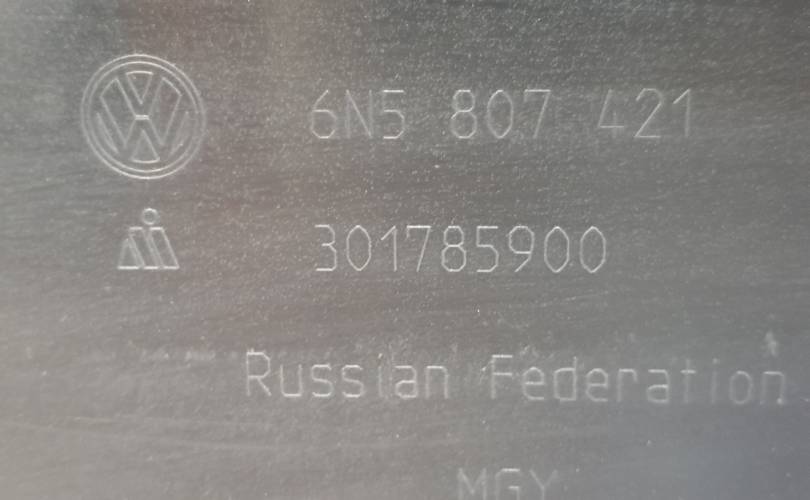 6N5 807 421
301785900
Russian Federation
MGY